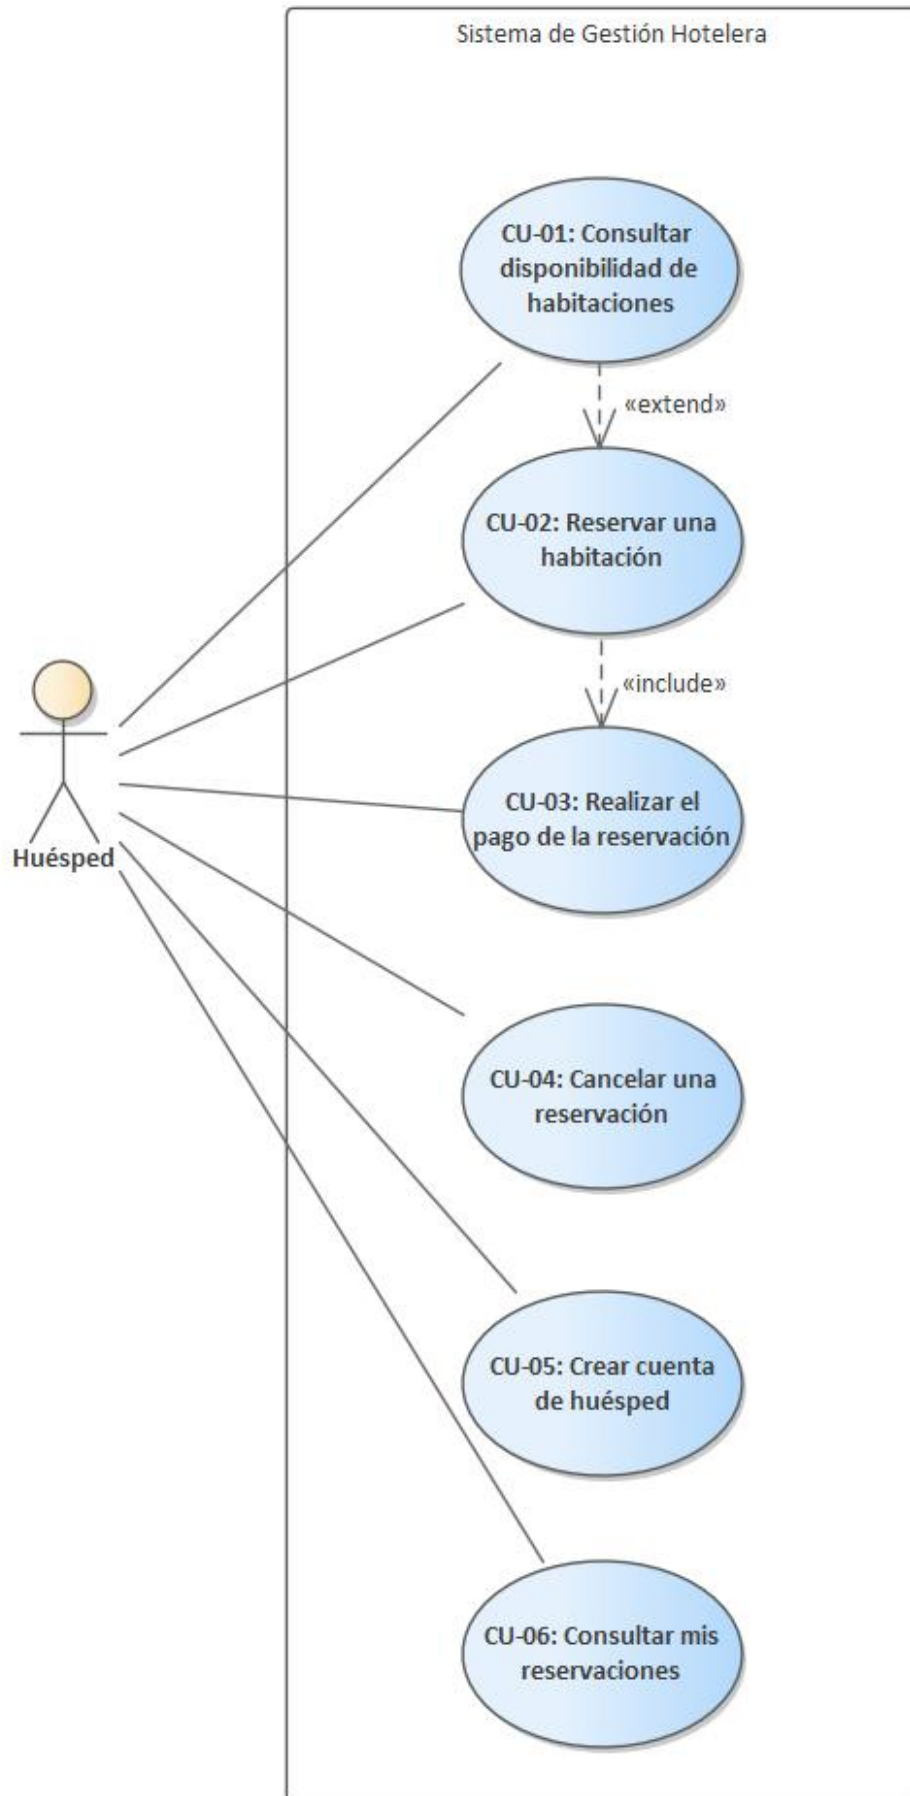 Sistema de Gestión Hotelera
CU-01: Consultar
disponibilidad de
habitaciones
«extend»
CU-02: Reservar una
habitación
«include»
CU-03: Realizar el
pago de la reservación
Huésped
CU-04: Cancelar una
reservación
CU-05: Crear cuenta
de huésped
CU-06: Consultar mis
reservaciones